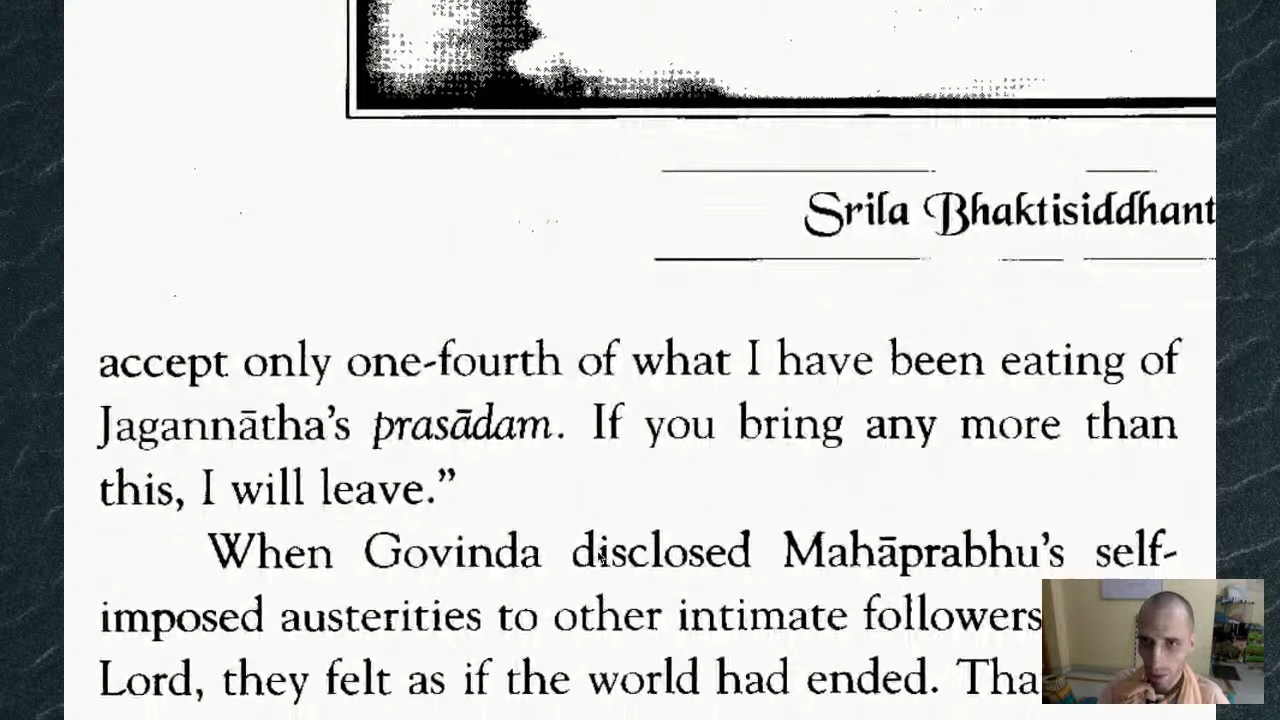 Srila Bhaktisiddhant
accept only one-fourth of what I have been eating of
Jagannātha's prasādam. If you bring any more than
this, I will leave.”
When Govinda disclosed Mahāprabhu's self-
imposed austerities to other intimate followers
Lord, they felt as if the world had ended. Tha